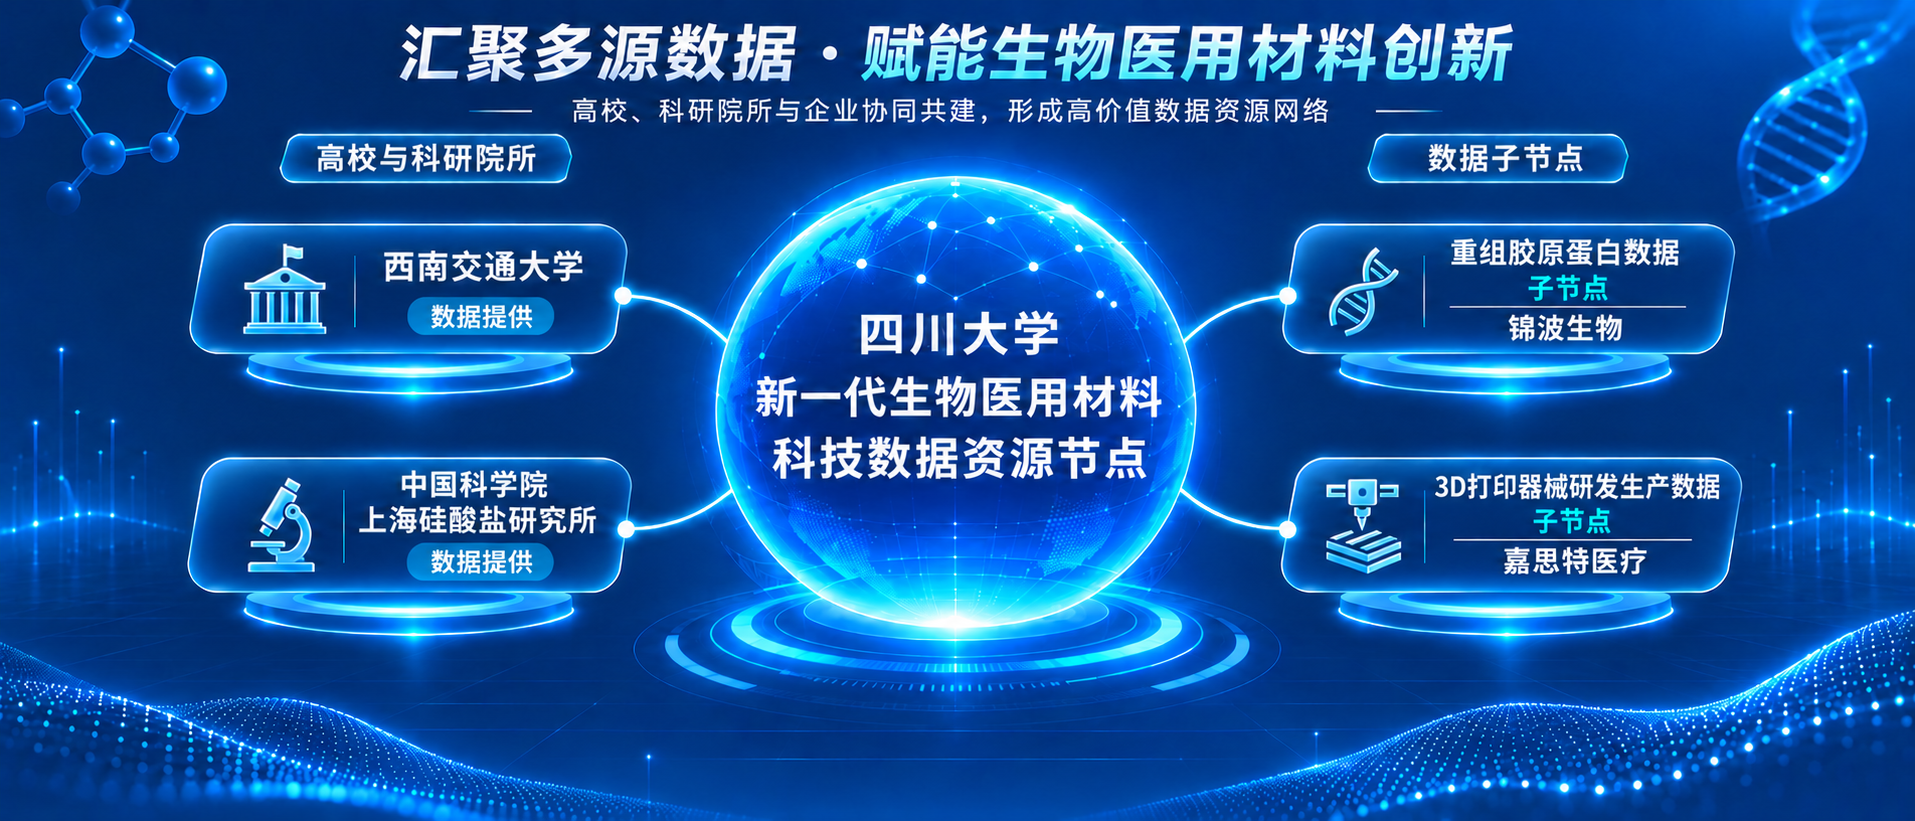 汇聚多源数据·赋能生物医用材料创新
高校、科研院所与企业协同共建，形成高价值数据资源网络
高校与科研院所
西南交通大学
数据提供
中国科学院
上海硅酸盐研究所
数据提供
四川大学
新一代生物医用材料
科技数据资源节点
数据子节点
重组胶原蛋白数据
子节点
锦波生物
3D打印器械研发生产数据
子节点
嘉思特医疗